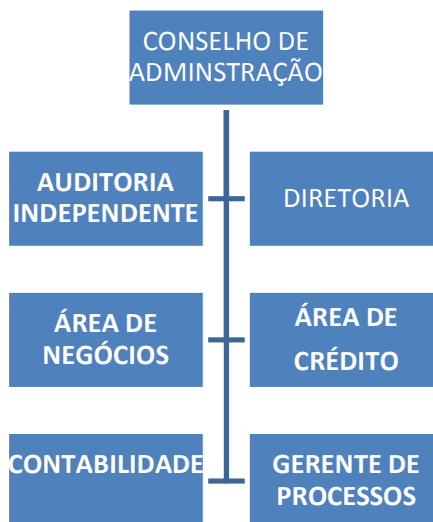 CONSELHO DE
ADMINSTRAÇÃO
AUDITORIA
INDEPENDENTE
DIRETORIA
ÁREA DE
NEGÓCIOS
ÁREA DE
CRÉDITO
CONTABILIDADE
GERENTE DE
PROCESSOS